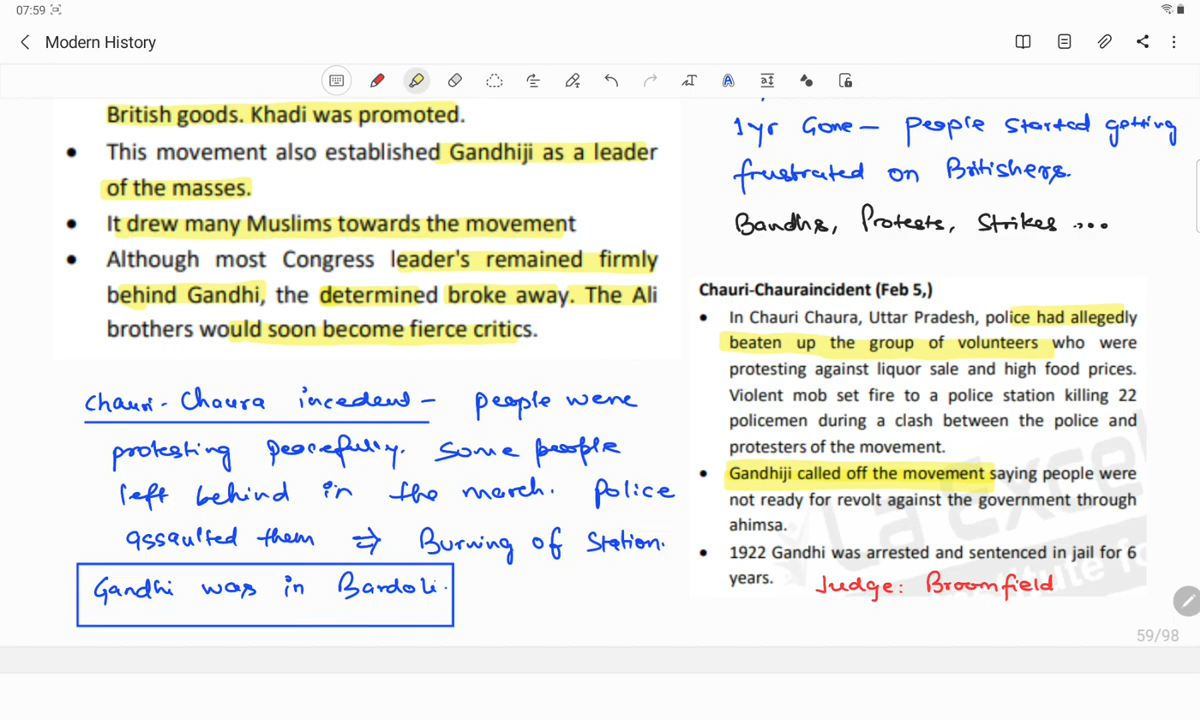 07:59
Modern History
British goods. Khadi was promoted.
• This movement also established Gandhiji as a leader
of the masses.
• It drew many Muslims towards the movement
• Although most Congress leader's remained firmly
behind Gandhi, the determined broke away. The Ali
brothers would soon become fierce critics.
Chauri-Chaura incedent - people were
protesting peacefully. Some people
left behind in the march. Police
assaulted them ⇒ Burning of Station.
Gandhi was in Bardoli.
1yr Gone - people started getting
frustrated on Britishers.
Bandhs, Protests, Strikes ....
Chauri-Chauraincident (Feb 5,)
• In Chauri Chaura, Uttar Pradesh, police had allegedly
beaten up the group of volunteers who were
protesting against liquor sale and high food prices.
Violent mob set fire to a police station killing 22
policemen during a clash between the police and
protesters of the movement.
• Gandhiji called off the movement saying people were
not ready for revolt against the government through
ahimsa.
• 1922 Gandhi was arrested and sentenced in jail for 6
years.
Judge: Broomfield
59/98